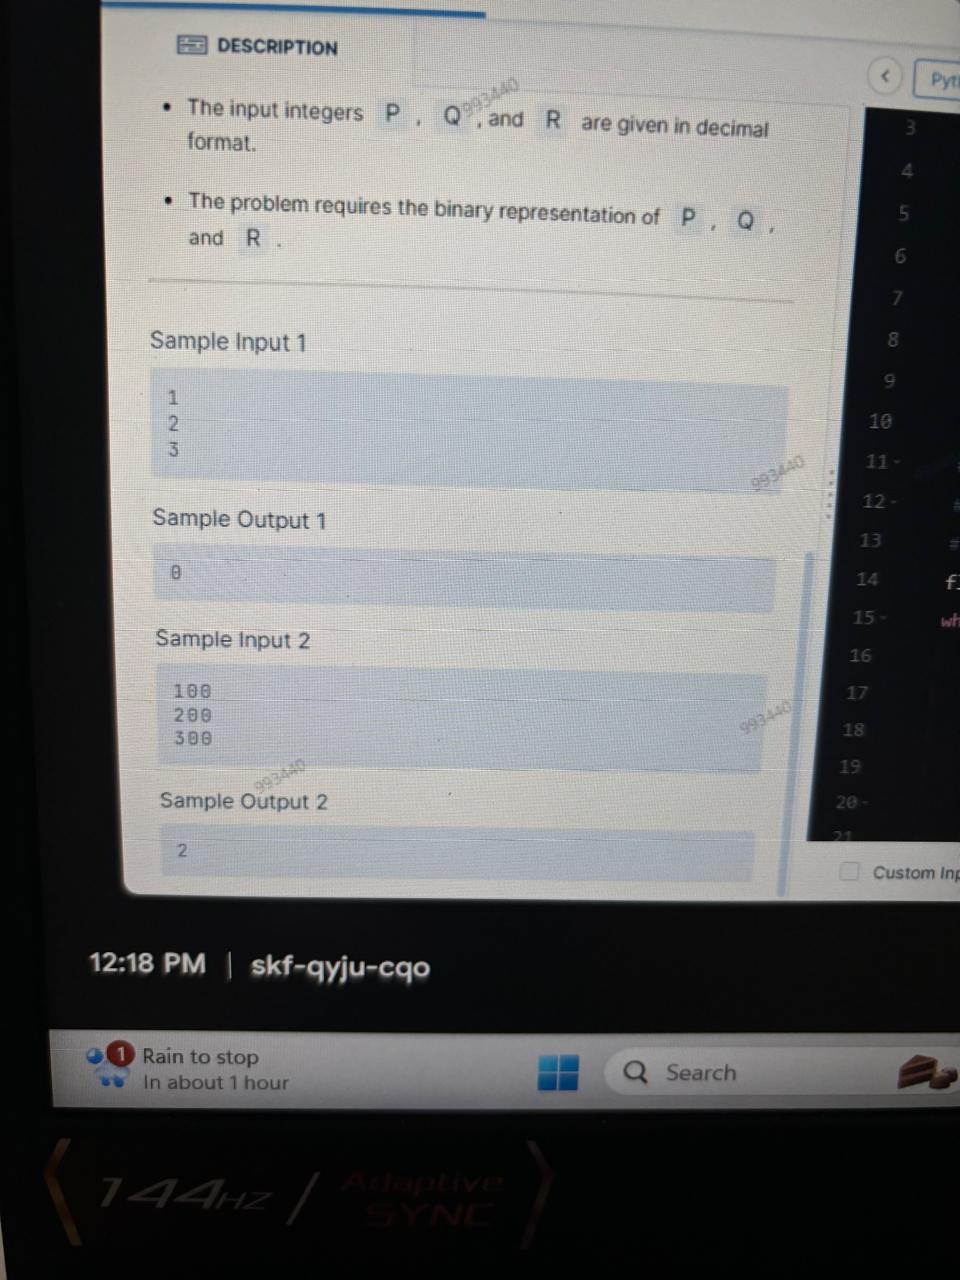 DESCRIPTION
The input integers P , Q , and R are given in decimal
format.
The problem requires the binary representation of P , Q ,
and R .
Sample Input 1
1
2
3
Sample Output 1
0
Sample Input 2
100
200
300
Sample Output 2
2
993440
993440
993440
993440
3
4
5
6
7
8
9
10
11
12
13
14
15
16
17
18
19
20
21
wh
Custom Inp
12:18 PM | skf-qyju-cqo
1
Rain to stop
In about 1 hour
Search
144HZ / Adaptive
SYNC